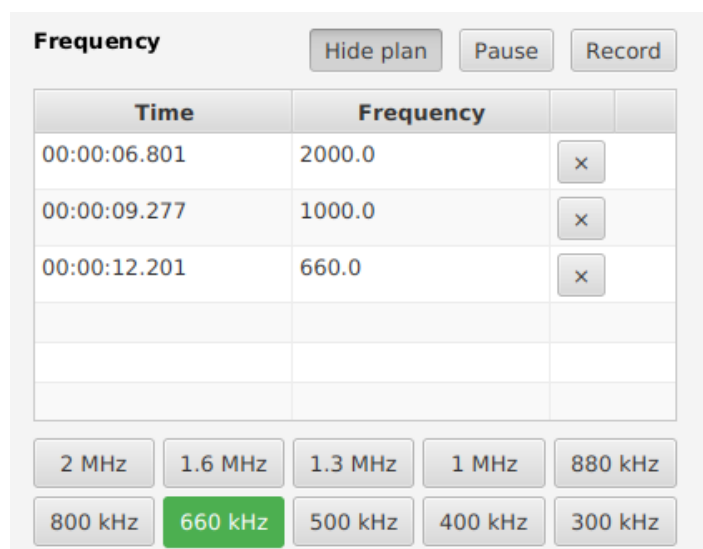 Frequency Hide plan Pause Record
Time Frequency
00:00:06.801 2000.0 ×
00:00:09.277 1000.0 ×
00:00:12.201 660.0 ×
2 MHz 1.6 MHz 1.3 MHz 1 MHz 880 kHz
800 kHz 660 kHz 500 kHz 400 kHz 300 kHz